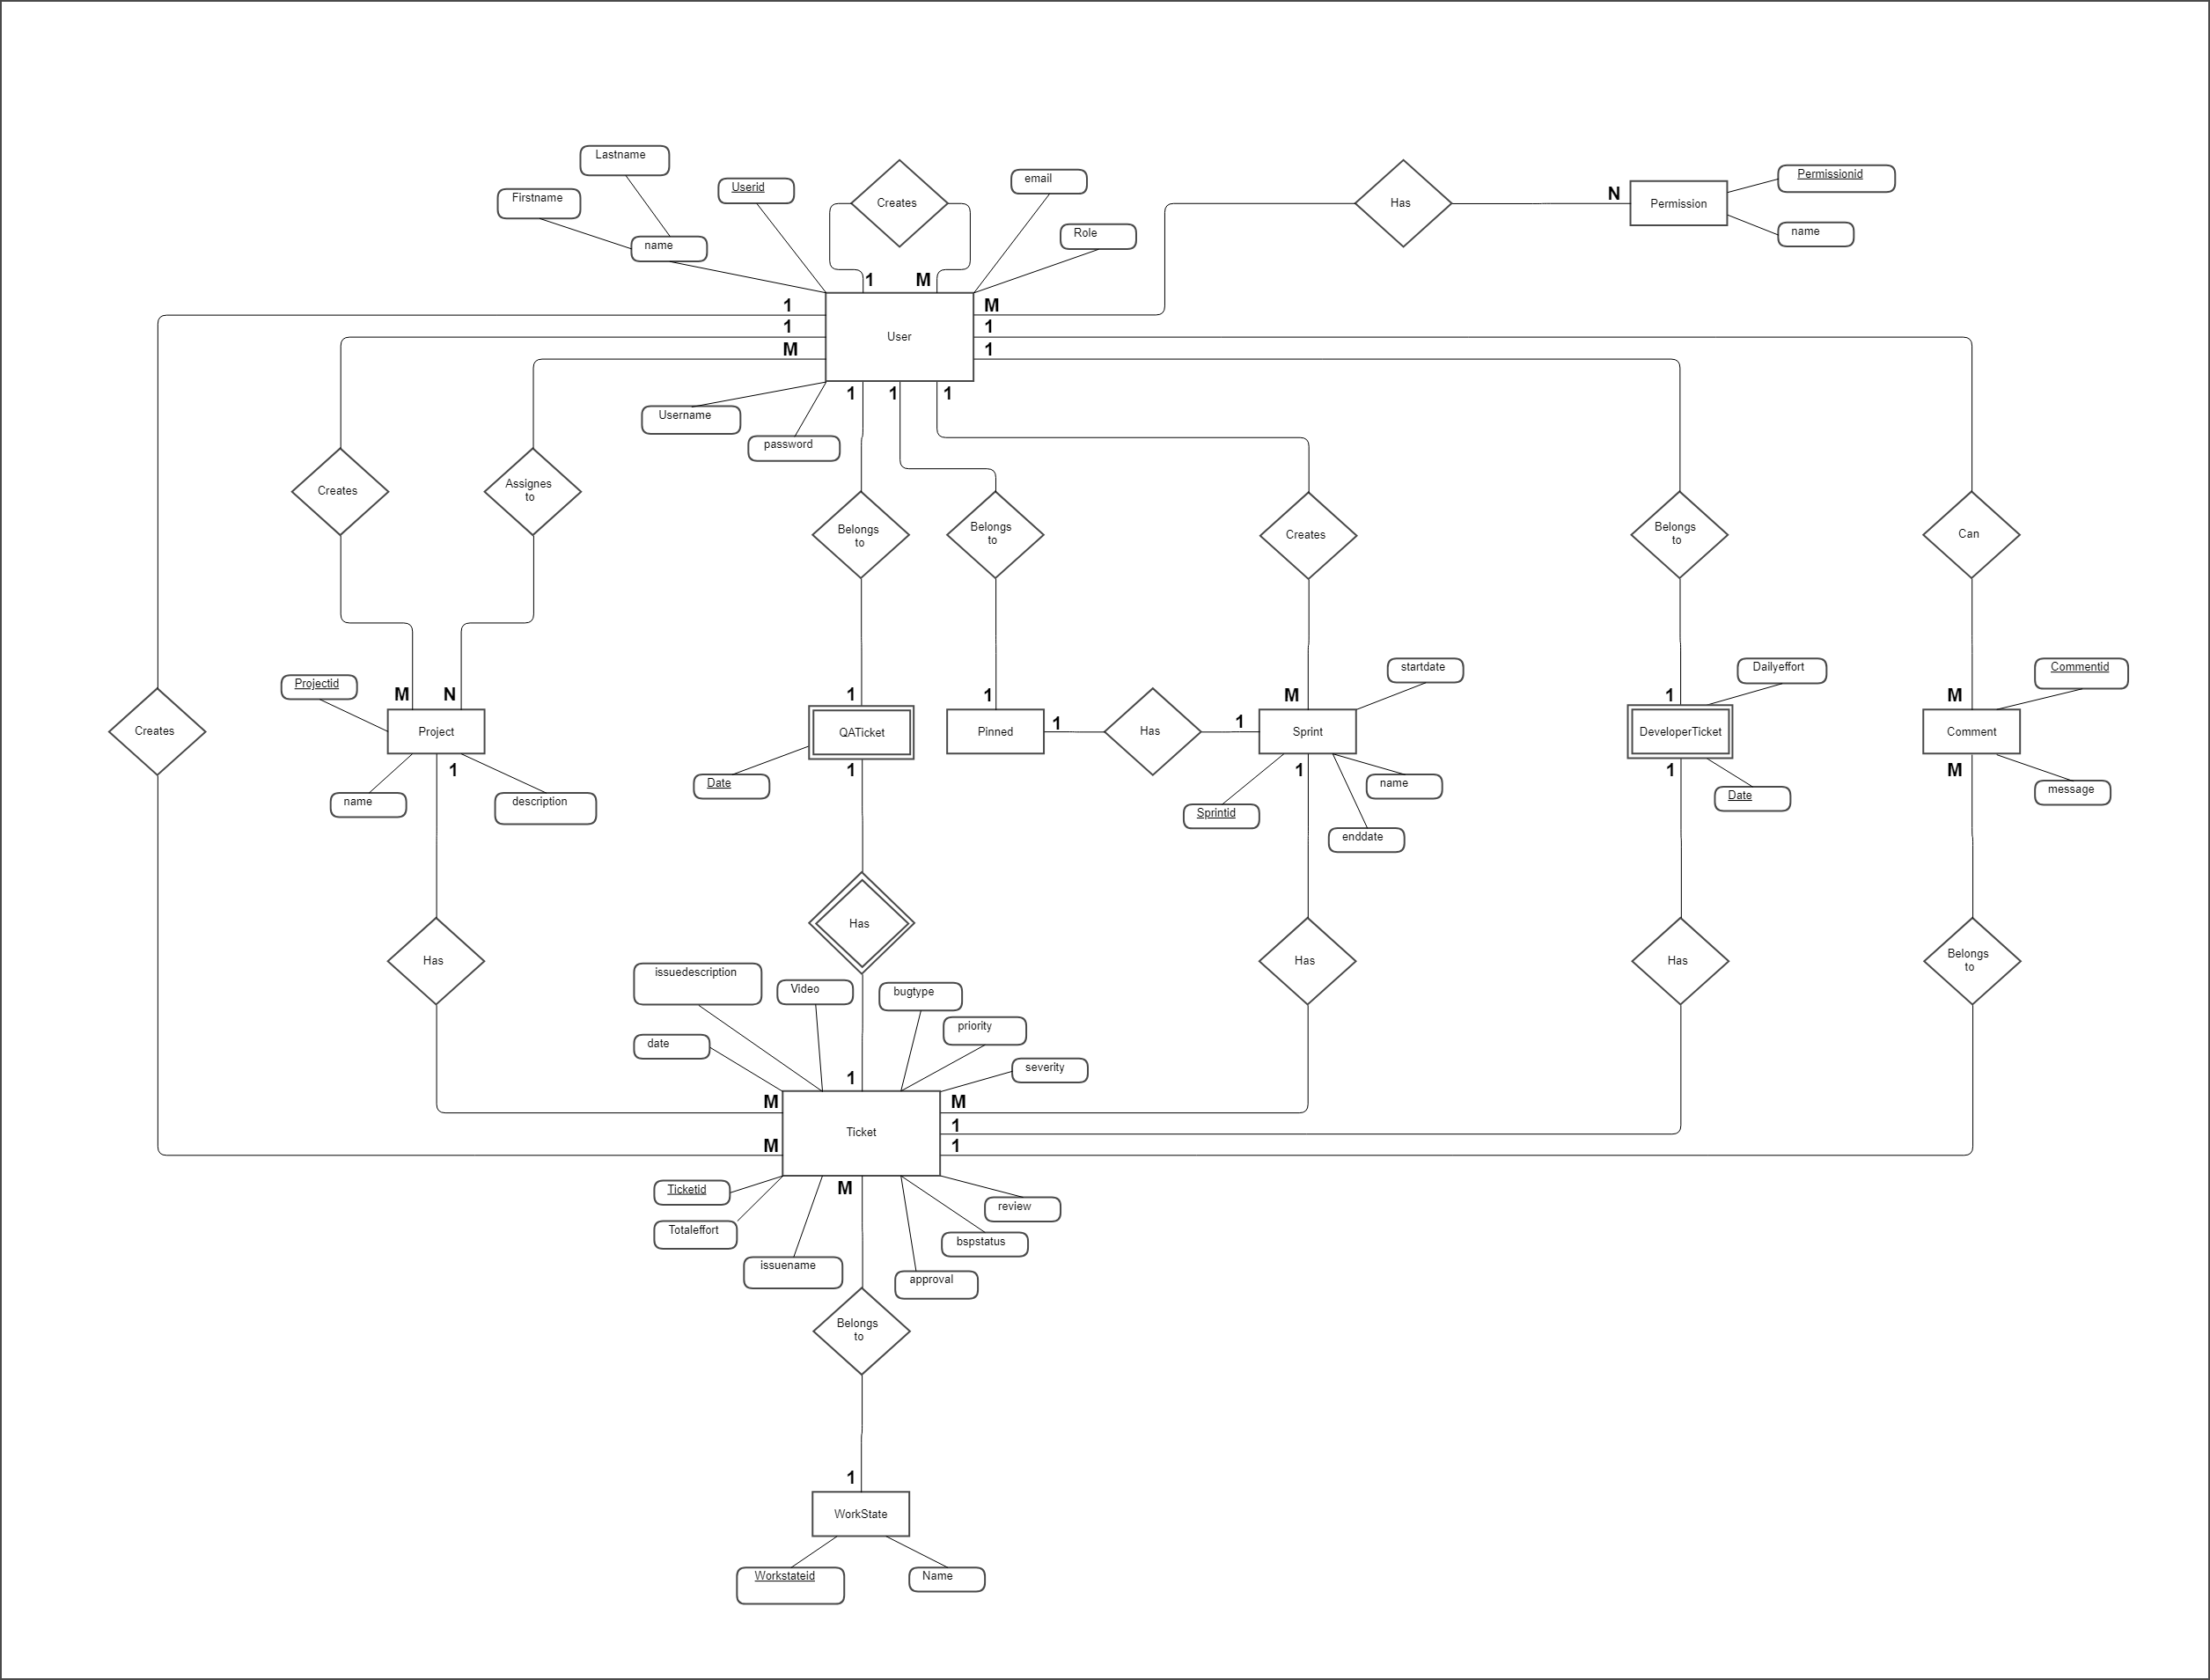 Lastname
Firstname
name
Userid
Creates
email
Role
Has
N
Permission
Permissionid
name
1
M
1
M
1
User
1
M
1
Username
password
1
1
1
Creates
Assignes
to
Belongs
to
Belongs
to
Creates
Belongs
to
Can
Projectid
M
N
1
1
M
startdate
1
Dailyeffort
M
Commentid
Creates
Project
QATicket
Pinned
1
Has
1
Sprint
DeveloperTicket
Comment
1
1
1
1
M
name
description
Date
Sprintid
name
enddate
Date
message
Has
Has
Has
Has
Belongs
to
issuedescription
Video
bugtype
priority
date
severity
1
M
M
1
Ticket
M
1
Ticketid
M
Totaleffort
review
bspstatus
issuename
approval
Belongs
to
1
WorkState
Workstateid
Name